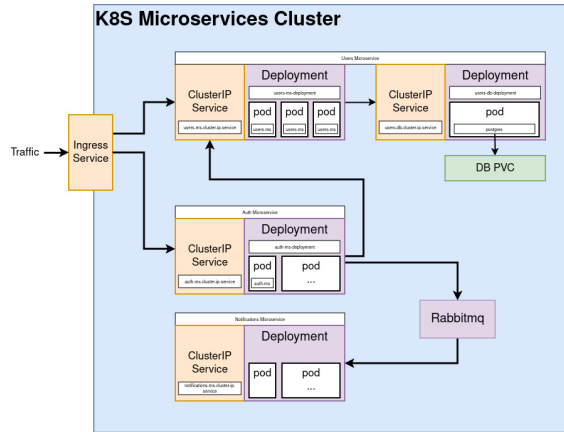 K8S Microservices Cluster
Users Microservice
ClusterIP
Service
users.ms.cluster.ip.service
Deployment
users-ms-deployment
pod
users-ms
pod
users-ms
pod
users-ms
ClusterIP
Service
users.db.cluster.ip.service
Deployment
users-db-deployment
pod
postgres
DB PVC
Traffic
Ingress
Service
Auth Microservice
ClusterIP
Service
auth.ms.cluster.ip.service
Deployment
auth-ms-deployment
pod
auth-ms
pod
...
Rabbitmq
Notifications Microservice
ClusterIP
Service
notifications.ms.cluster.ip.
service
Deployment
pod
pod
...